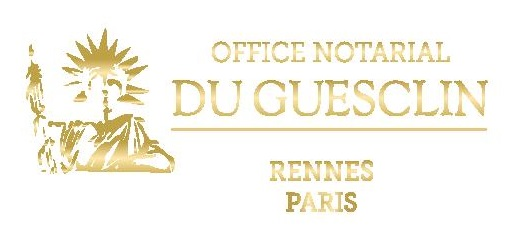 OFFICE NOTARIAL
DU GUESCLIN
RENNES
PARIS